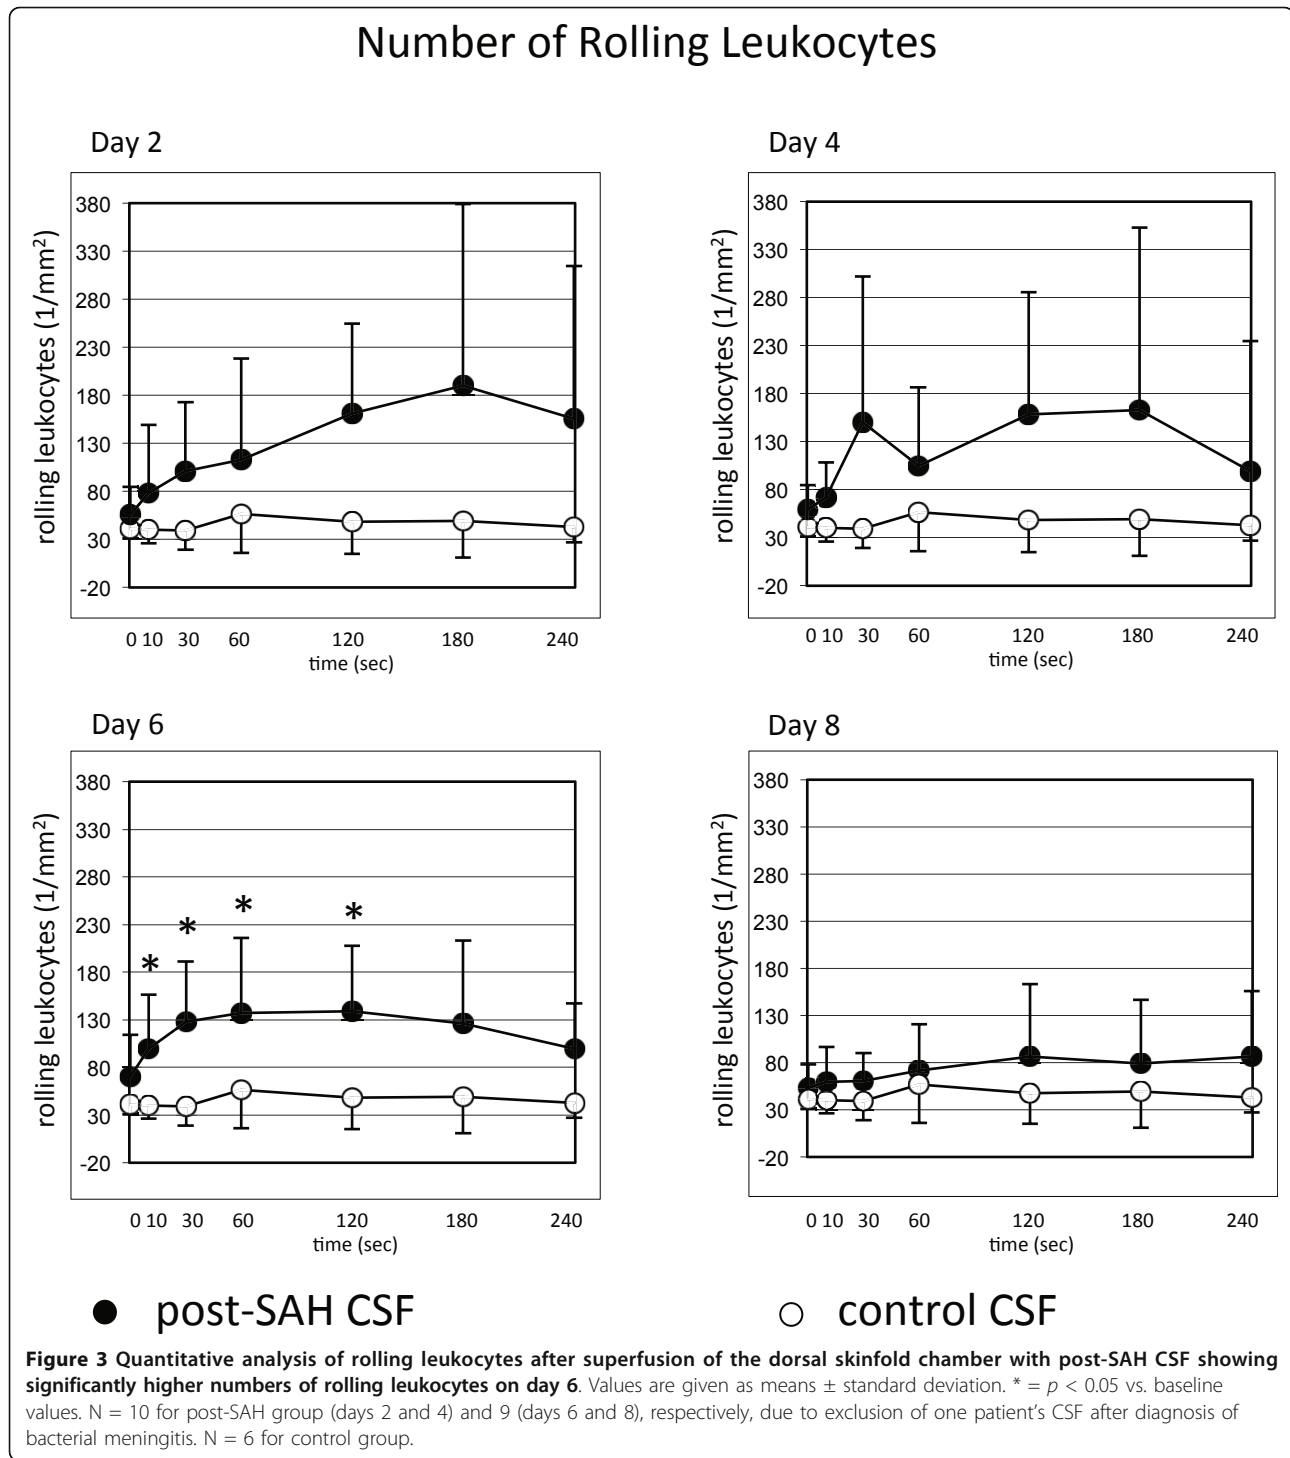 Number of Rolling Leukocytes
Day 2
rolling leukocytes (1/mm²)
380
330
280
230
180
130
80
30
-20
0 10 30 60 120 180 240
time (sec)
Day 4
rolling leukocytes (1/mm²)
380
330
280
230
180
130
80
30
-20
0 10 30 60 120 180 240
time (sec)
Day 6
rolling leukocytes (1/mm²)
380
330
280
230
180
130
80
30
-20
* * * *
0 10 30 60 120 180 240
time (sec)
Day 8
rolling leukocytes (1/mm²)
380
330
280
230
180
130
80
30
-20
0 10 30 60 120 180 240
time (sec)
post-SAH CSF
control CSF
Figure 3 Quantitative analysis of rolling leukocytes after superfusion of the dorsal skinfold chamber with post-SAH CSF showing
significantly higher numbers of rolling leukocytes on day 6. Values are given as means ± standard deviation. * = p < 0.05 vs. baseline
values. N = 10 for post-SAH group (days 2 and 4) and 9 (days 6 and 8), respectively, due to exclusion of one patient's CSF after diagnosis of
bacterial meningitis. N = 6 for control group.